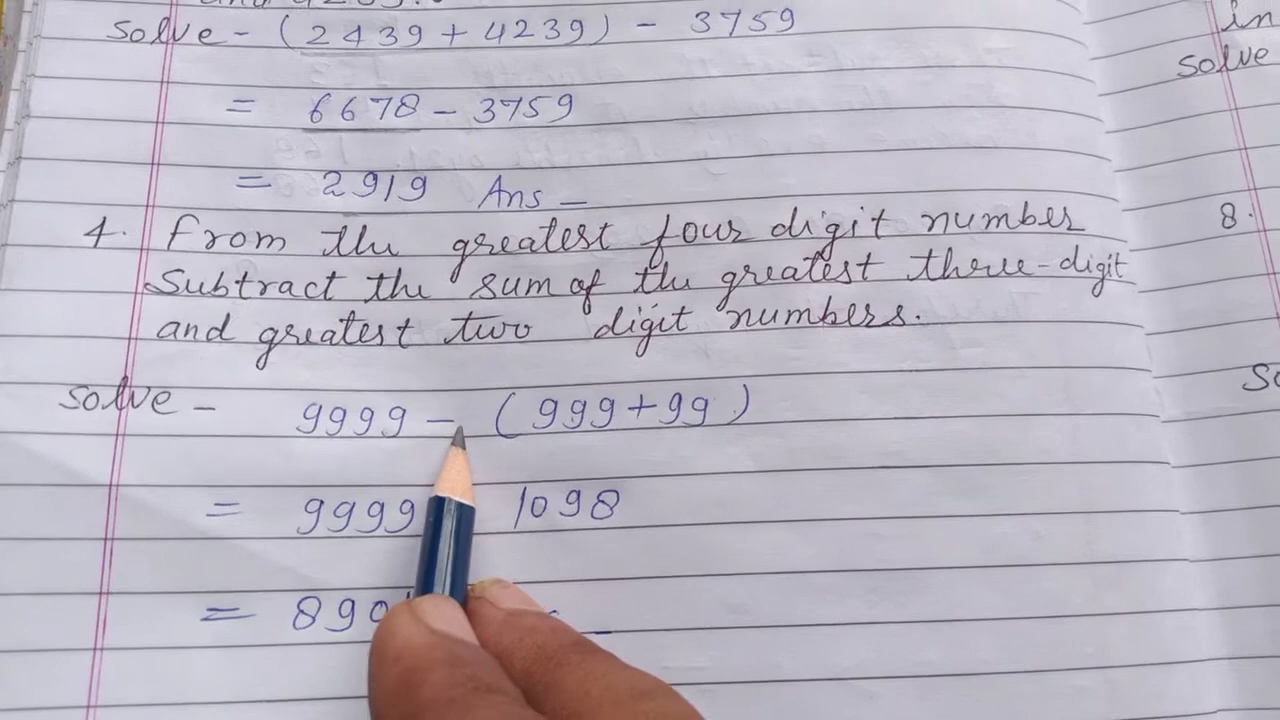 solve - (2439 + 4239) - 3759
= 6678 - 3759
= 2919 Ans -
4. From the greatest four digit number
Subtract the sum of the greatest three-digit
and greatest two digit numbers.
solve - 9999 - (999+99)
= 9999 1098
= 890
in
solve
8.